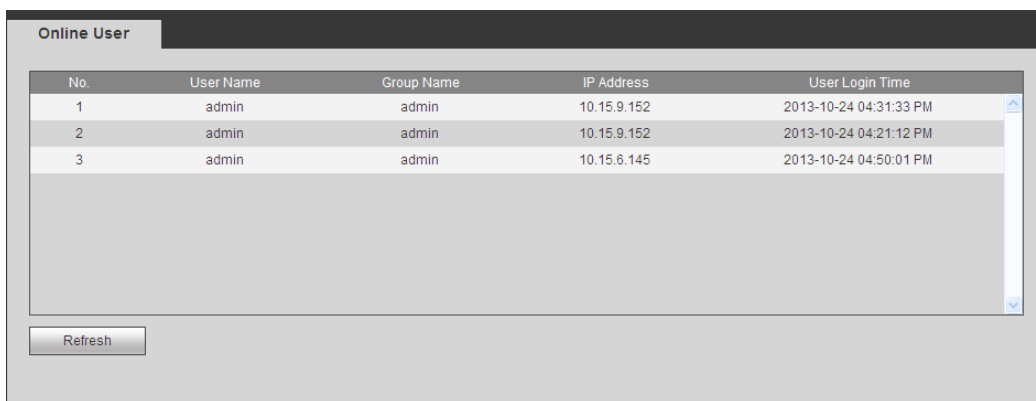 Online User
No. User Name Group Name IP Address User Login Time
1 admin admin 10.15.9.152 2013-10-24 04:31:33 PM
2 admin admin 10.15.9.152 2013-10-24 04:21:12 PM
3 admin admin 10.15.6.145 2013-10-24 04:50:01 PM
Refresh